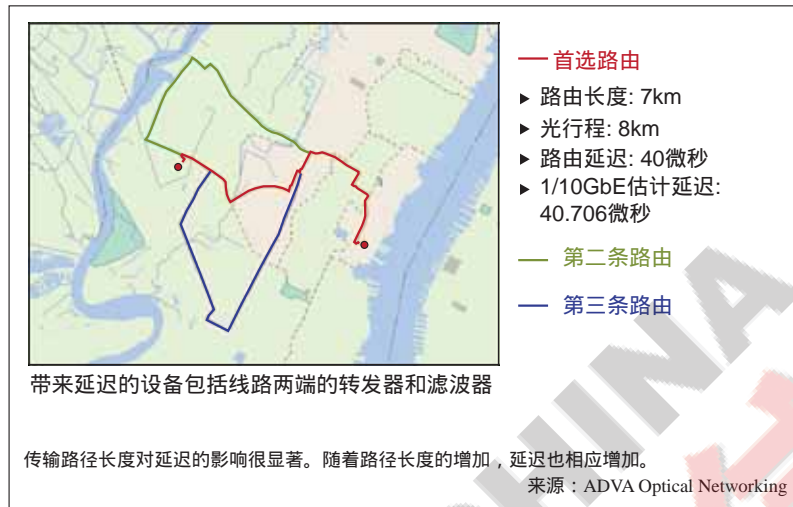 首选路由
▸ 路由长度: 7km
▸ 光行程: 8km
▸ 路由延迟: 40微秒
▸ 1/10GbE估计延迟:
40.706微秒
第二条路由
第三条路由
带来延迟的设备包括线路两端的转发器和滤波器
传输路径长度对延迟的影响很显著。随着路径长度的增加，延迟也相应增加。
来源：ADVA Optical Networking
CHINA